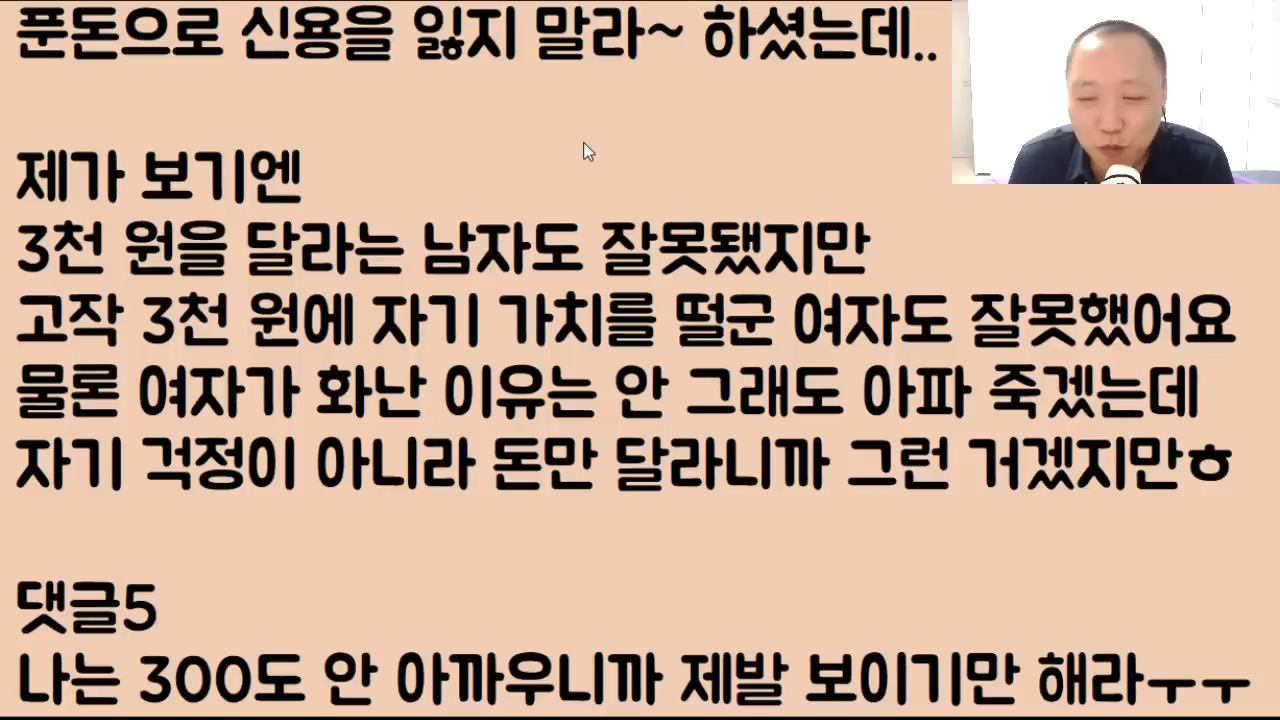 푼돈으로 신용을 잃지 말라~ 하셨는데..
제가 보기엔
3천 원을 달라는 남자도 잘못됐지만
고작 3천 원에 자기 가치를 떨군 여자도 잘못했어요
물론 여자가 화난 이유는 안 그래도 아파 죽겠는데
자기 걱정이 아니라 돈만 달라니까 그런 거겠지만ㅎ
댓글5
나는 300도 안 아까우니까 제발 보이기만 해라ㅜㅜ